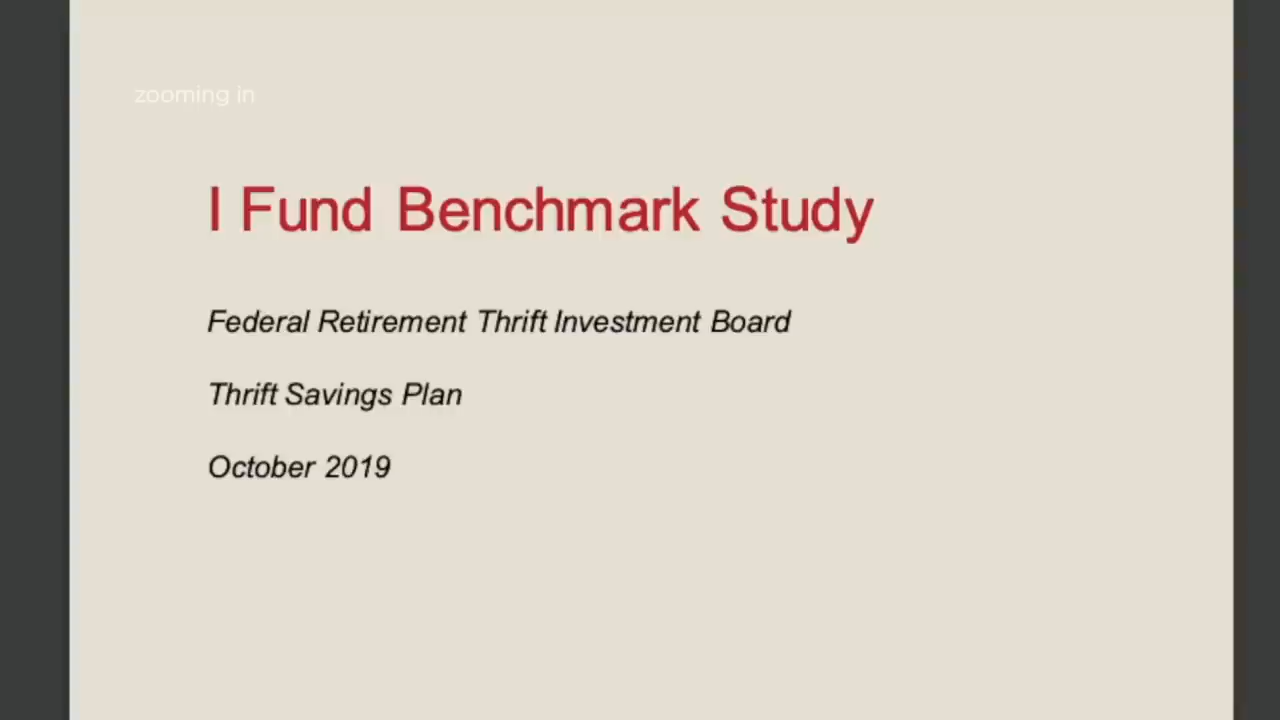 zooming in
I Fund Benchmark Study
Federal Retirement Thrift Investment Board
Thrift Savings Plan
October 2019